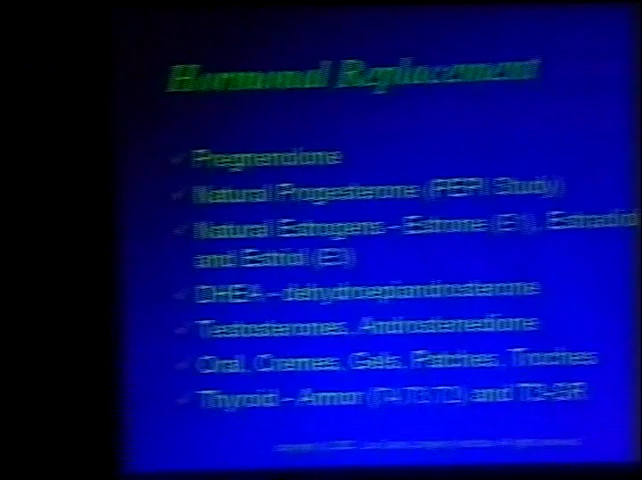 Hormonal Replacement
Pregnenolone
Natural Progesterone (PEPI Study)
Natural Estrogens - Estrone (E1), Estradiol
and Estriol (E3)
DHEA - dehydroepiandrosterone
Testosterones, Androstenedione
Oral, Cremes, Gels, Patches, Troches
Thyroid - Armor and T3-SR